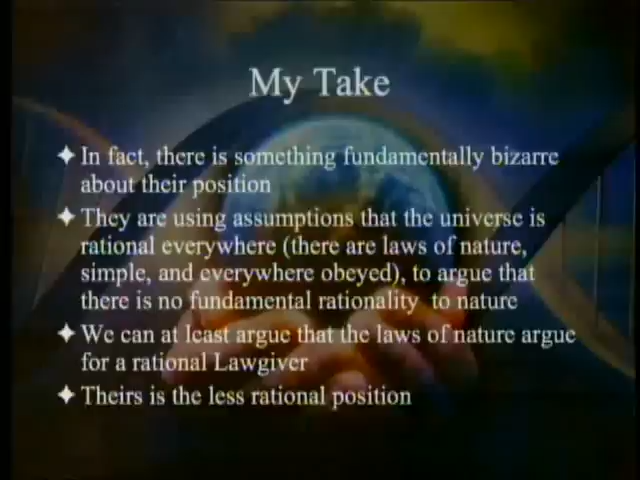 My Take
In fact, there is something fundamentally bizarre
about their position
They are using assumptions that the universe is
rational everywhere (there are laws of nature,
simple, and everywhere obeyed), to argue that
there is no fundamental rationality to nature
We can at least argue that the laws of nature argue
for a rational Lawgiver
Theirs is the less rational position